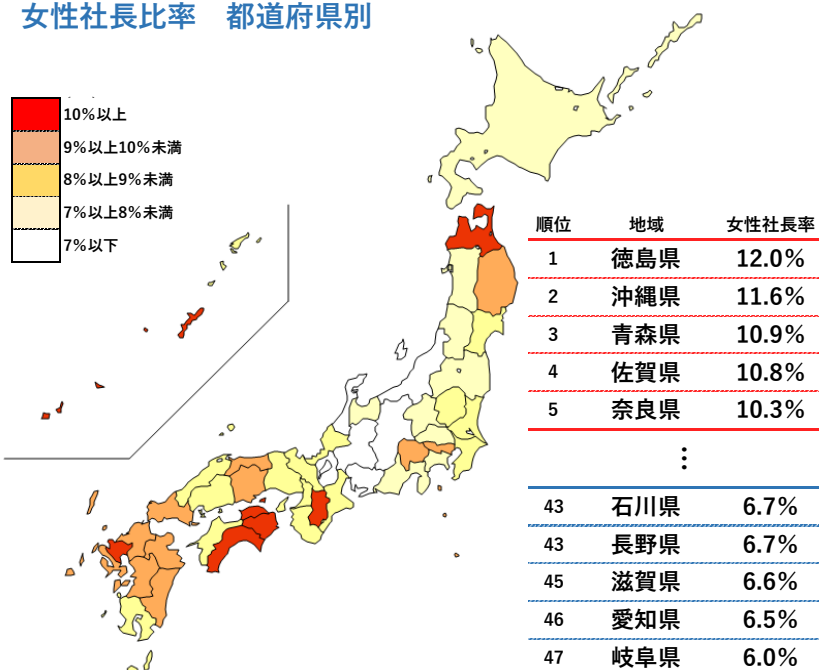 女性社長比率　都道府県別
10%以上
9%以上10%未満
8%以上9%未満
7%以上8%未満
7%以下
順位 地域 女性社長率
1 徳島県 12.0%
2 沖縄県 11.6%
3 青森県 10.9%
4 佐賀県 10.8%
5 奈良県 10.3%
⋮
43 石川県 6.7%
43 長野県 6.7%
45 滋賀県 6.6%
46 愛知県 6.5%
47 岐阜県 6.0%